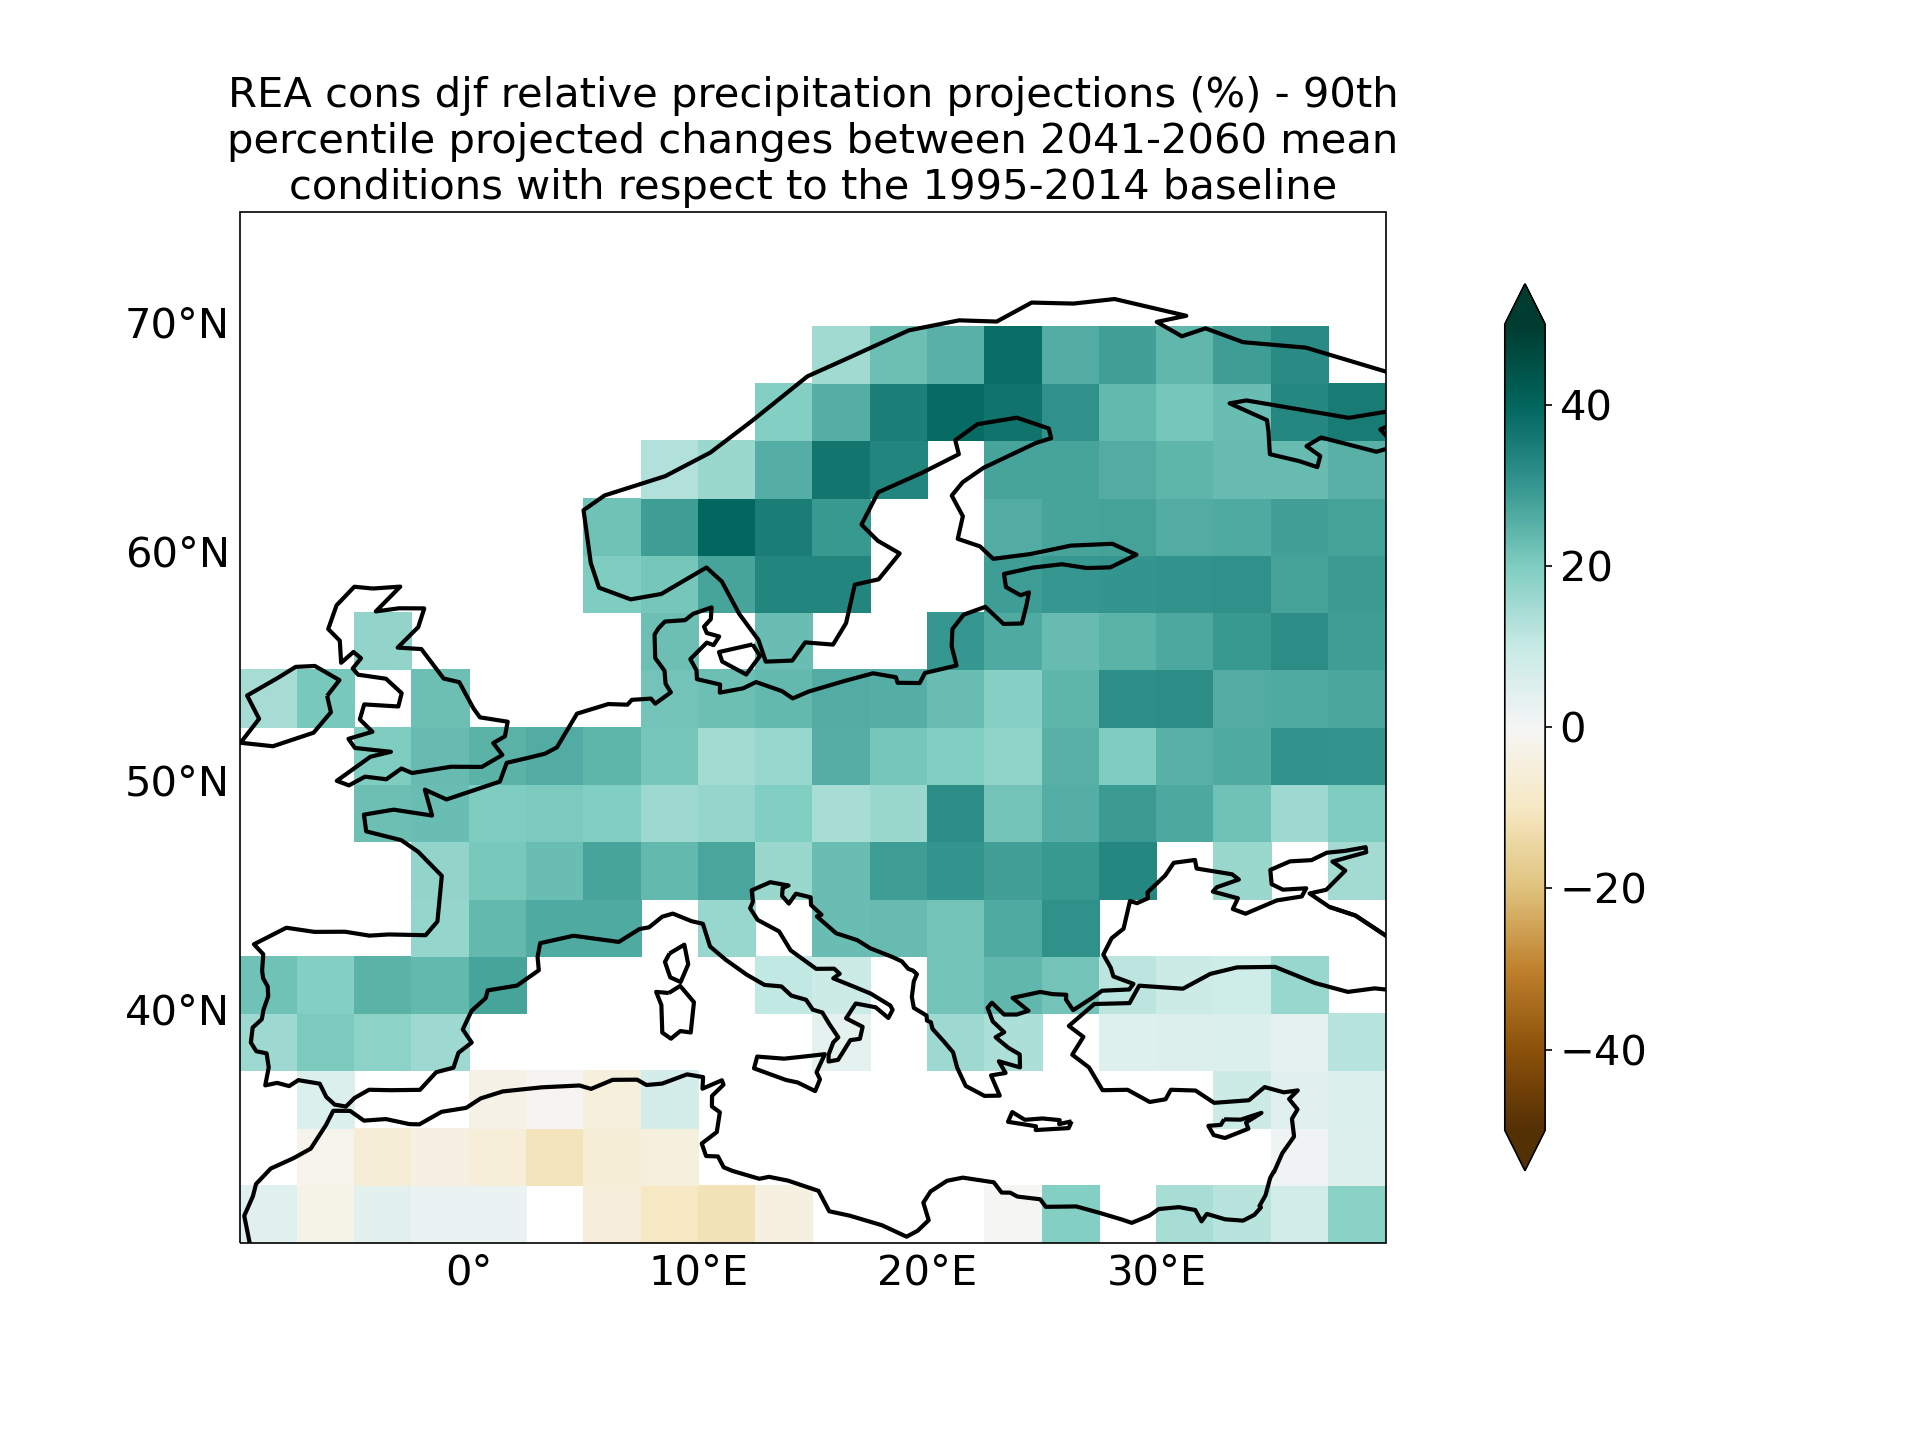 REA cons djf relative precipitation projections (%) - 90th
percentile projected changes between 2041-2060 mean
conditions with respect to the 1995-2014 baseline
70°N
60°N
50°N
40°N
0°
10°E
20°E
30°E
40
20
0
−20
−40